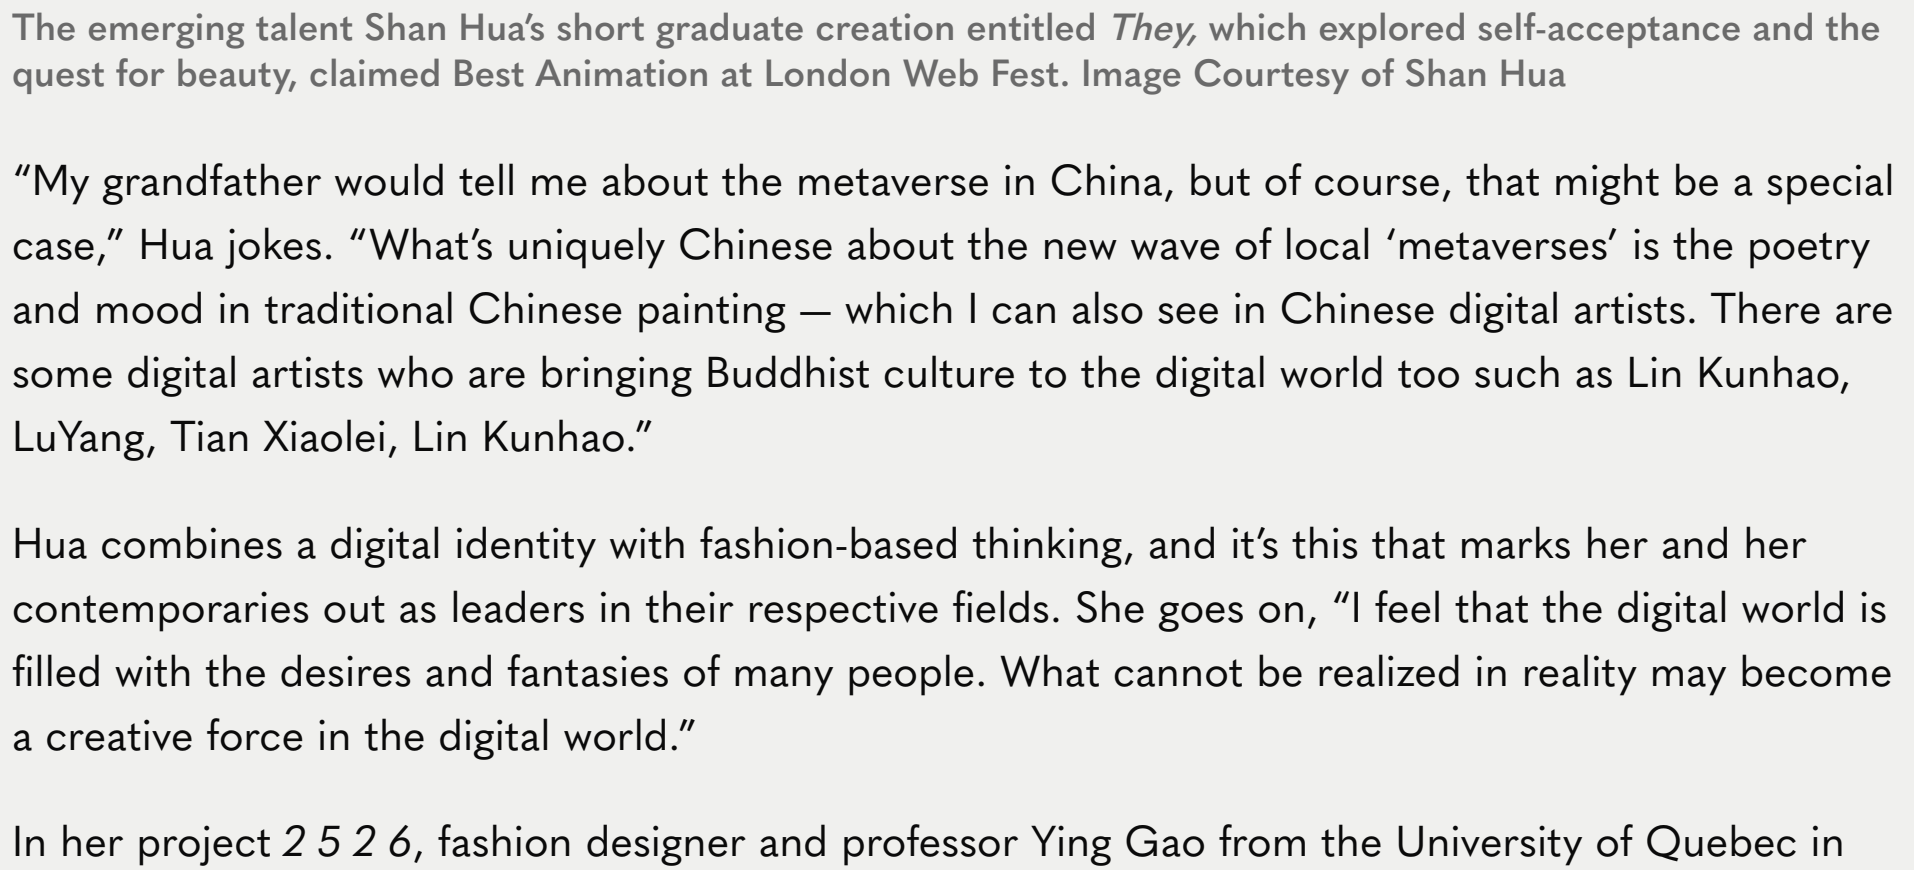 The emerging talent Shan Hua’s short graduate creation entitled They, which explored self-acceptance and the
quest for beauty, claimed Best Animation at London Web Fest. Image Courtesy of Shan Hua
“My grandfather would tell me about the metaverse in China, but of course, that might be a special
case,” Hua jokes. “What’s uniquely Chinese about the new wave of local ‘metaverses’ is the poetry
and mood in traditional Chinese painting — which I can also see in Chinese digital artists. There are
some digital artists who are bringing Buddhist culture to the digital world too such as Lin Kunhao,
LuYang, Tian Xiaolei, Lin Kunhao.”
Hua combines a digital identity with fashion-based thinking, and it’s this that marks her and her
contemporaries out as leaders in their respective fields. She goes on, “I feel that the digital world is
filled with the desires and fantasies of many people. What cannot be realized in reality may become
a creative force in the digital world.”
In her project 2 5 2 6, fashion designer and professor Ying Gao from the University of Quebec in